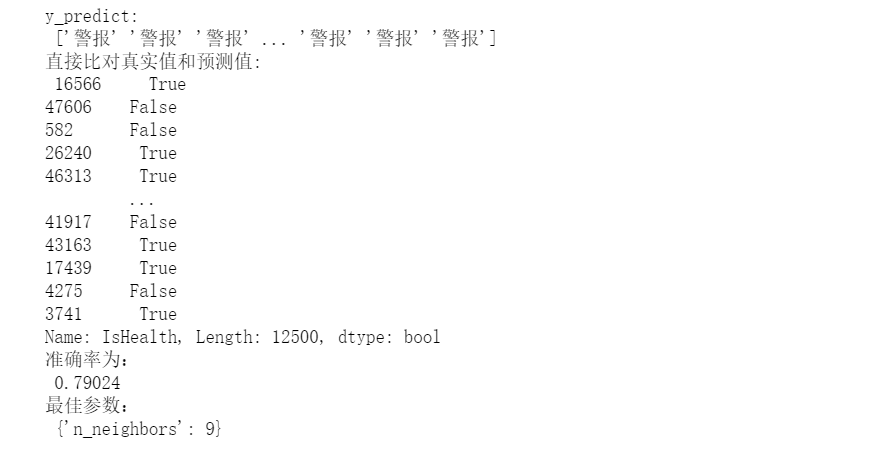 y_predict:
['警报' '警报' '警报' ... '警报' '警报' '警报']
直接比对真实值和预测值:
16566     True
47606    False
582      False
26240     True
46313     True
...
41917    False
43163     True
17439     True
4275     False
3741      True
Name: IsHealth, Length: 12500, dtype: bool
准确率为:
0.79024
最佳参数:
{'n_neighbors': 9}